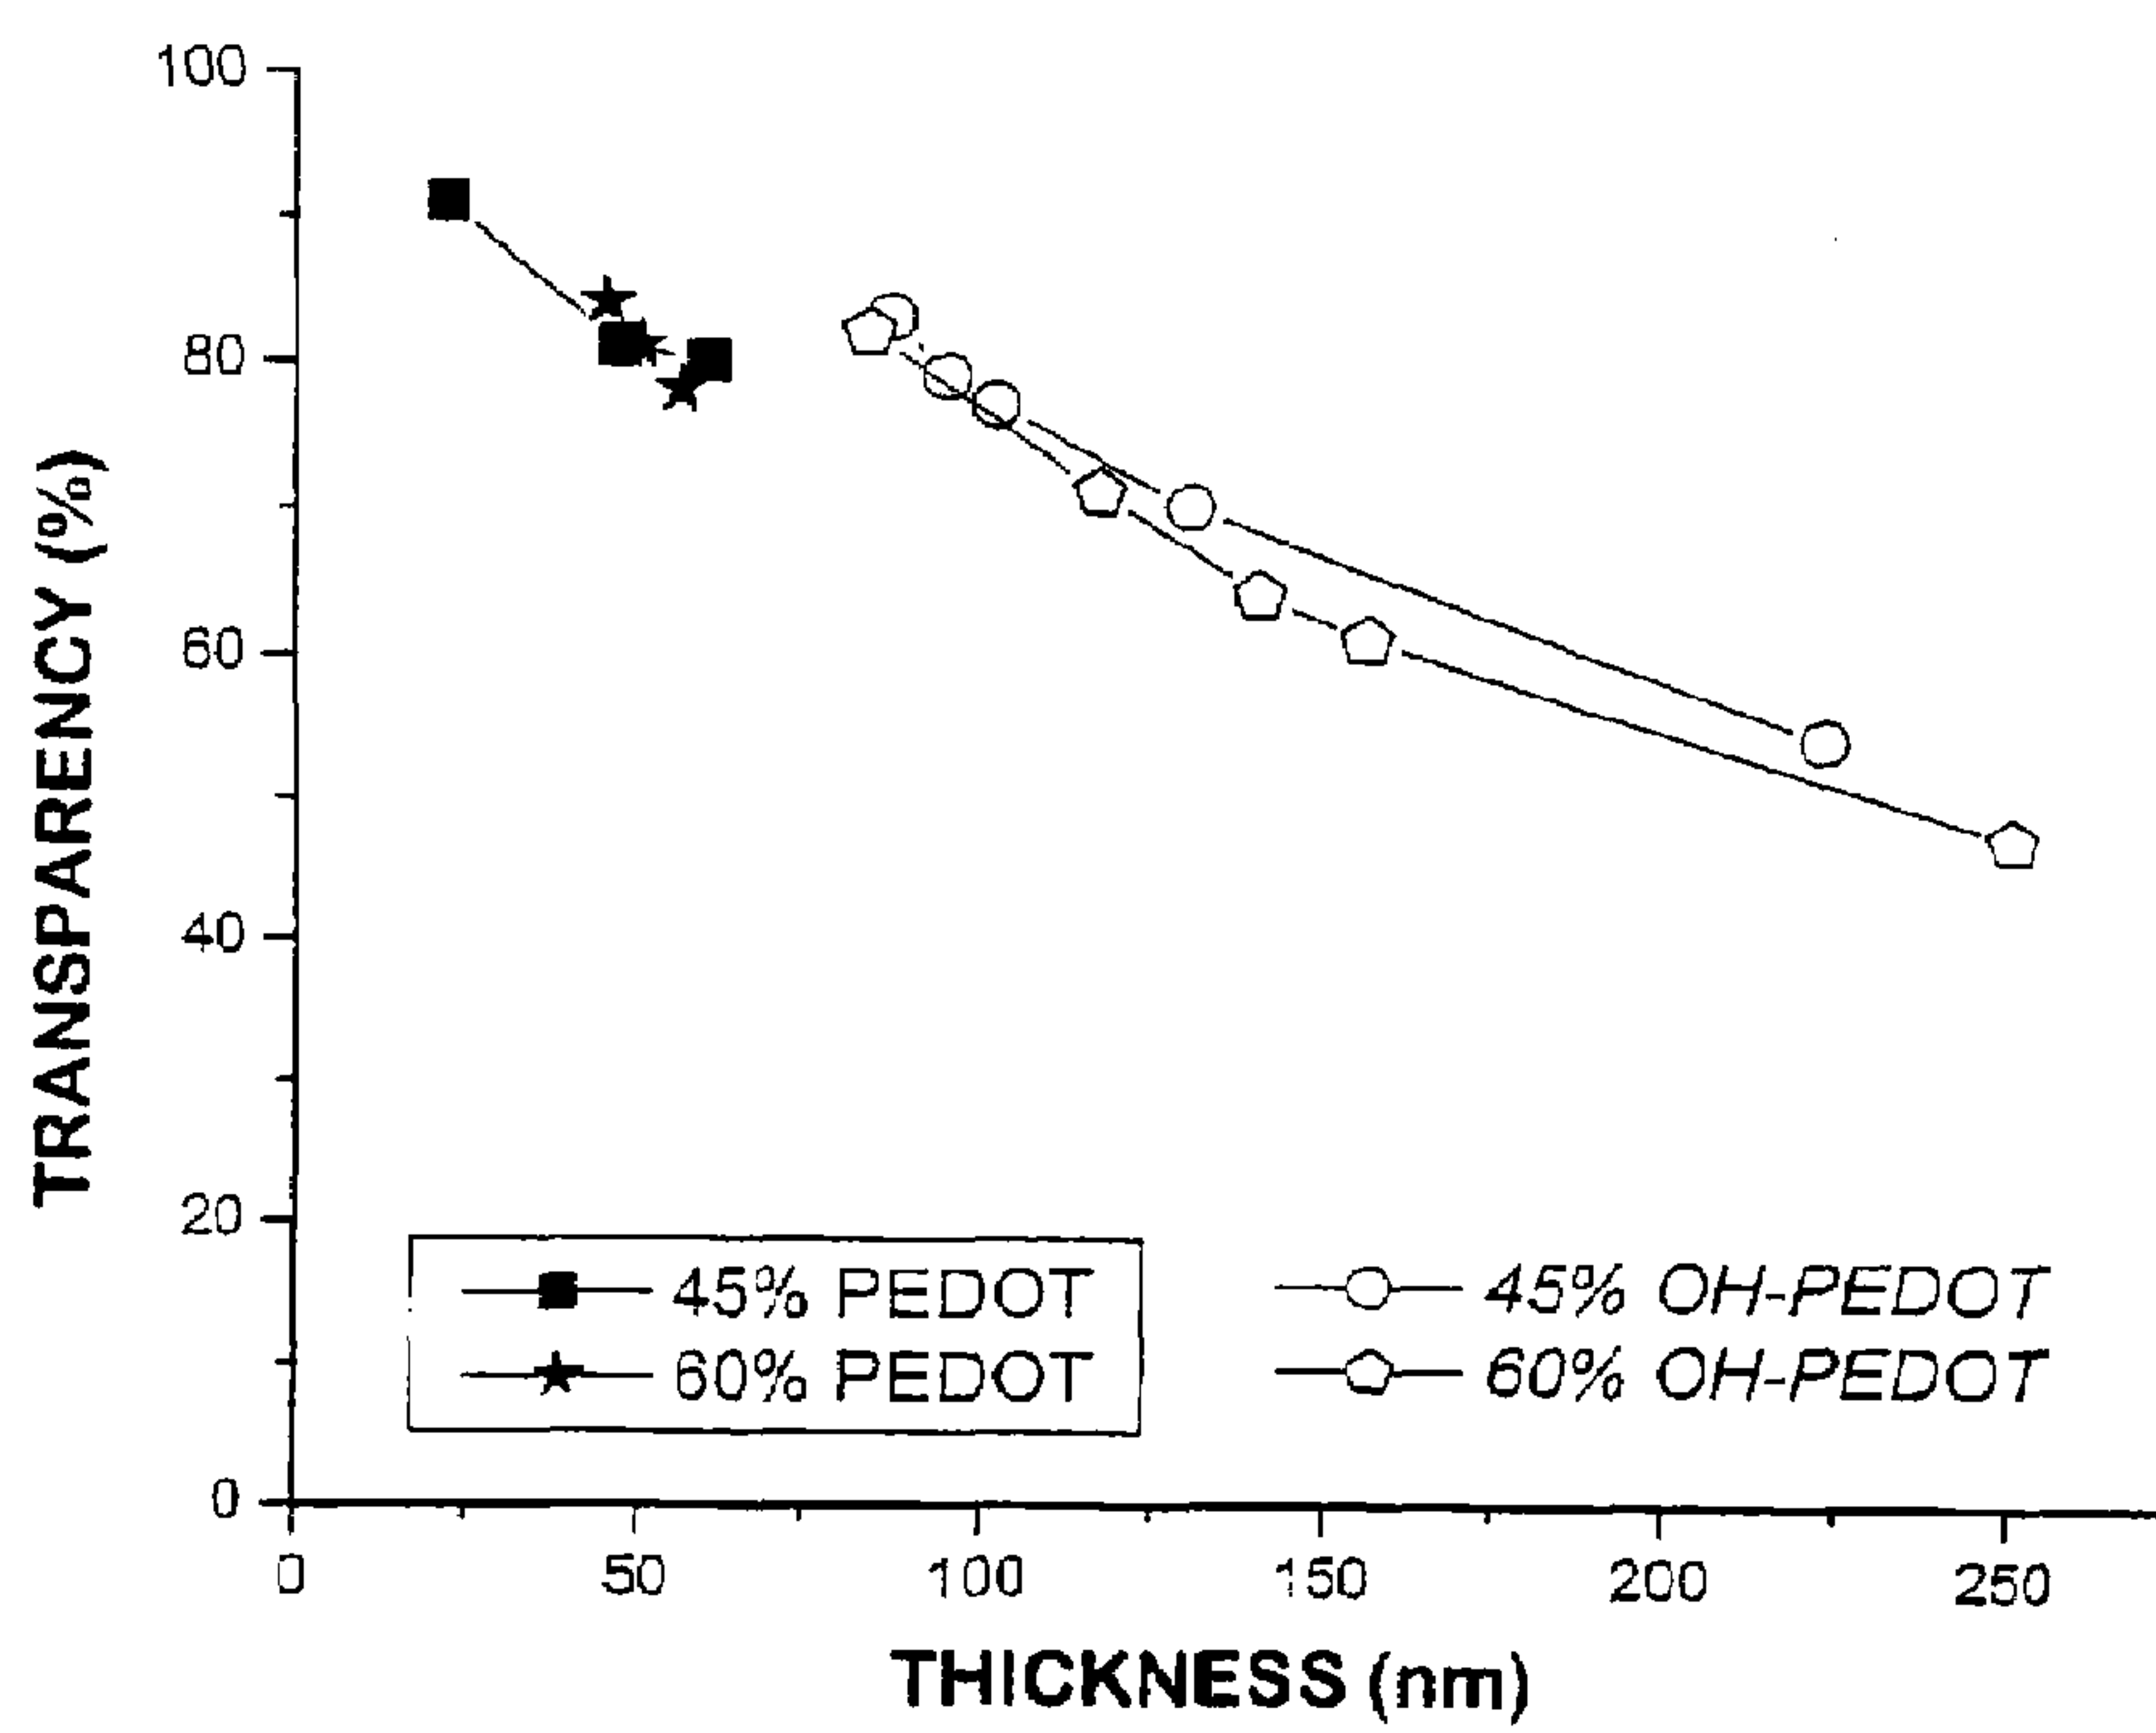 TRANSPARENCY (%)
100
80
60
40
20
0
45% PEDOT
60% PEDOT
45% OH-PEDOT
60% OH-PEDOT
0 50 100 150 200 250
THICKNESS (nm)